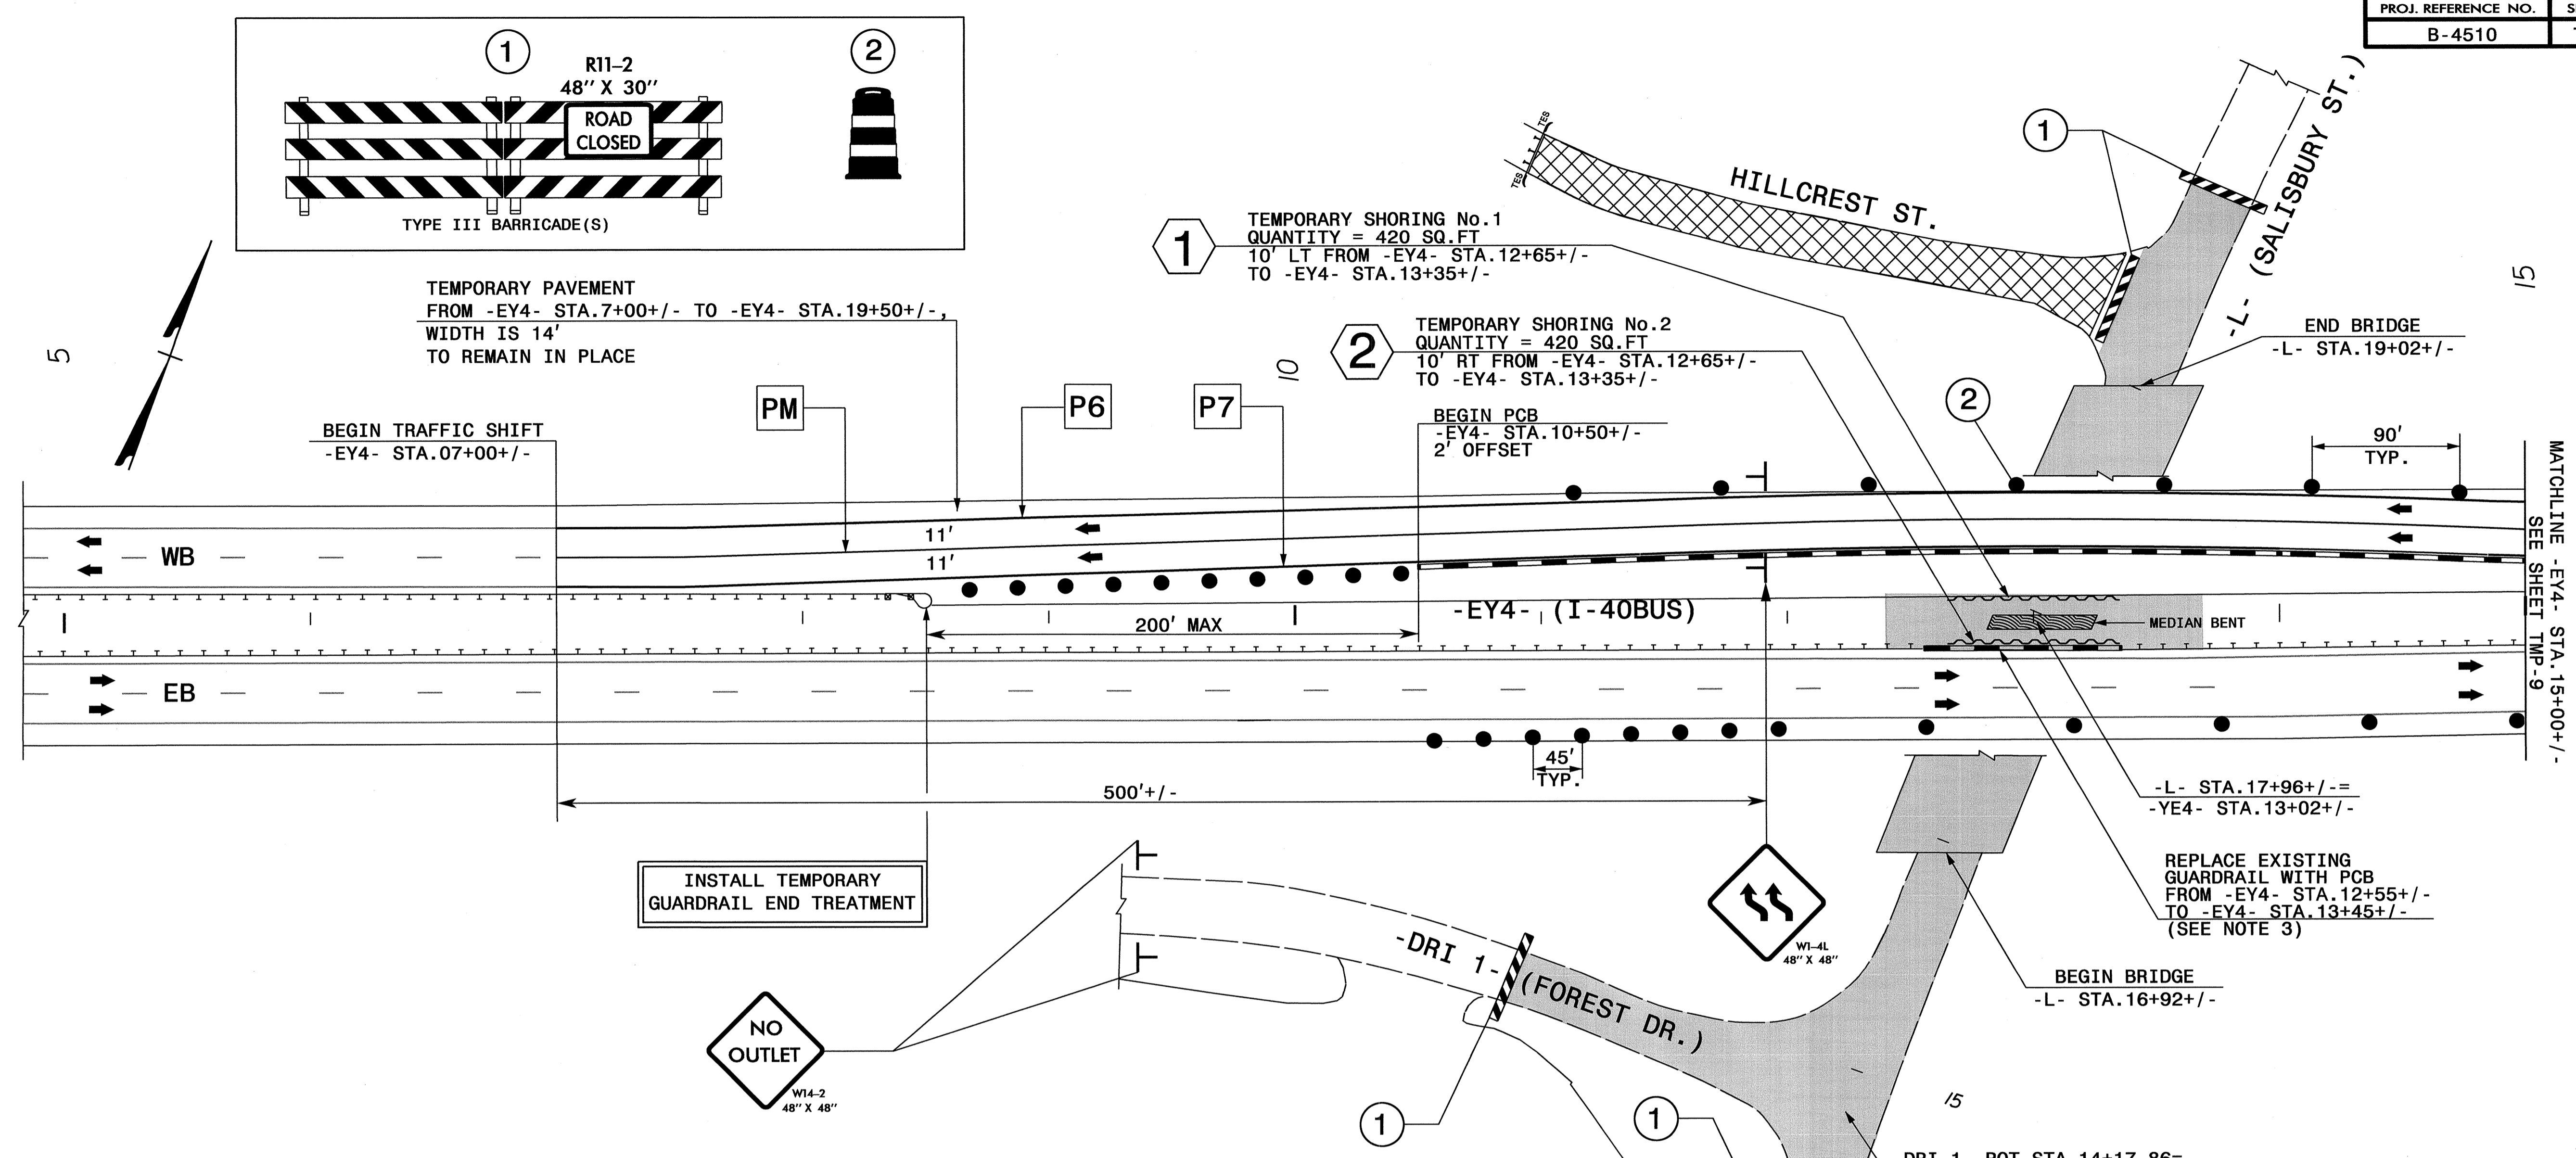 PROJ. REFERENCE NO.
B-4510
1
2
R11-2
48" X 30"
ROAD
CLOSED
TYPE III BARRICADE(S)
5
TEMPORARY PAVEMENT
FROM -EY4- STA.7+00+/- TO -EY4- STA.19+50+/-,
WIDTH IS 14'
TO REMAIN IN PLACE
BEGIN TRAFFIC SHIFT
-EY4- STA.07+00+/-
PM
P6
P7
10
1
TEMPORARY SHORING No.1
QUANTITY = 420 SQ.FT
10' LT FROM -EY4- STA.12+65+/-
TO -EY4- STA.13+35+/-
2
TEMPORARY SHORING No.2
QUANTITY = 420 SQ.FT
10' RT FROM -EY4- STA.12+65+/-
TO -EY4- STA.13+35+/-
BEGIN PCB
-EY4- STA.10+50+/-
2' OFFSET
TES
TES
HILLCREST ST.
1
-L- (SALISBURY ST.)
15
END BRIDGE
-L- STA.19+02+/-
2
90'
TYP.
MATCHLINE -EY4- STA.15+00+/-
SEE SHEET TMP-9
WB
11'
11'
-EY4- (I-40BUS)
200' MAX
MEDIAN BENT
EB
45'
TYP.
500'+/-
-L- STA.17+96+/-=
-YE4- STA.13+02+/-
INSTALL TEMPORARY
GUARDRAIL END TREATMENT
W1-4L
48" X 48"
REPLACE EXISTING
GUARDRAIL WITH PCB
FROM -EY4- STA.12+55+/-
TO -EY4- STA.13+45+/-
(SEE NOTE 3)
-DRI 1- (FOREST DR.)
BEGIN BRIDGE
-L- STA.16+92+/-
NO
OUTLET
W14-2
48" X 48"
1
1
15
DRI 1- POT STA.14+17.86=